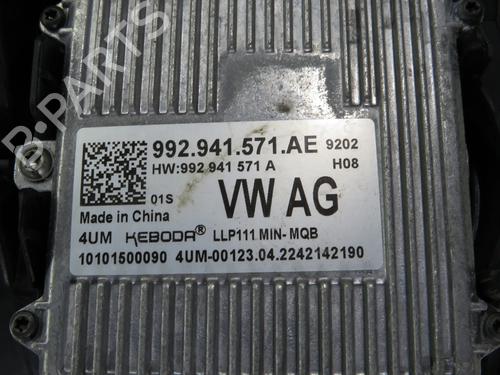 B-PARTS
992.941.571.AE 9202
HW:992 941 571 A H08
01S VW AG
Made in China
4UM KEBODA® LLP111 MIN- MQB
10101500090 4UM-00123.04.2242142190